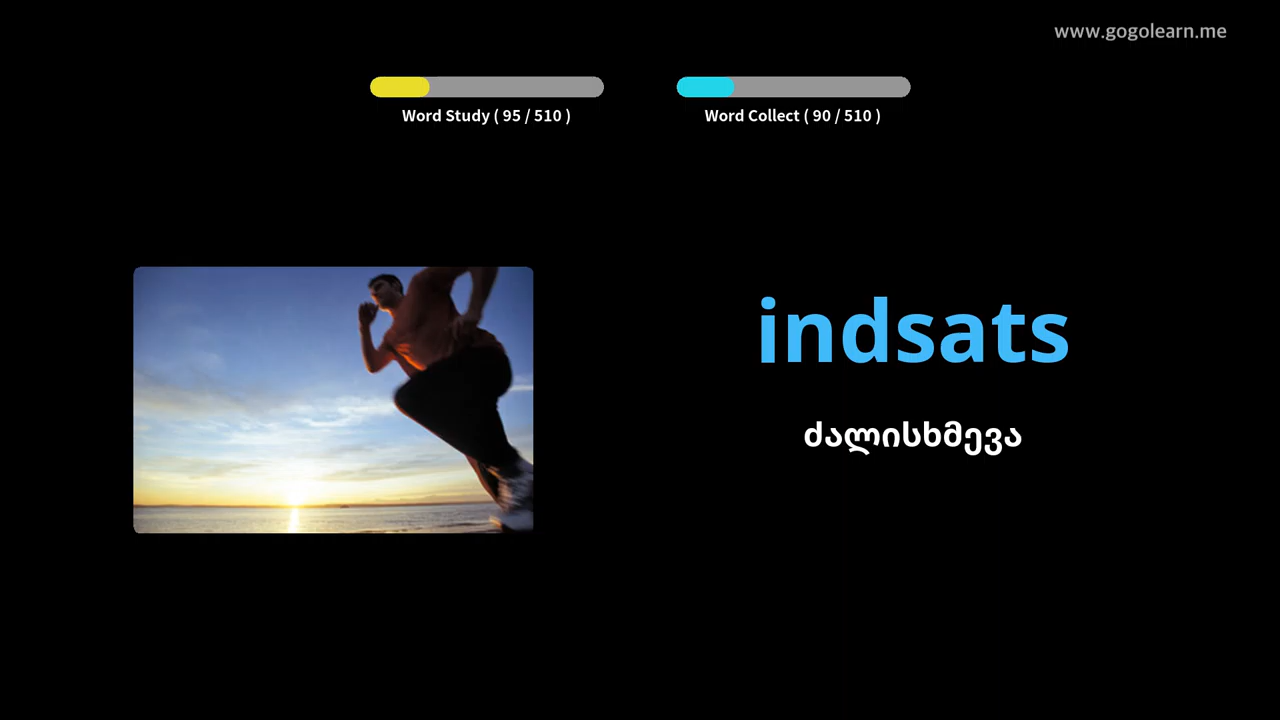 www.gogolearn.me
Word Study ( 95 / 510 )
Word Collect ( 90 / 510 )
indsats
ძალისხმევა